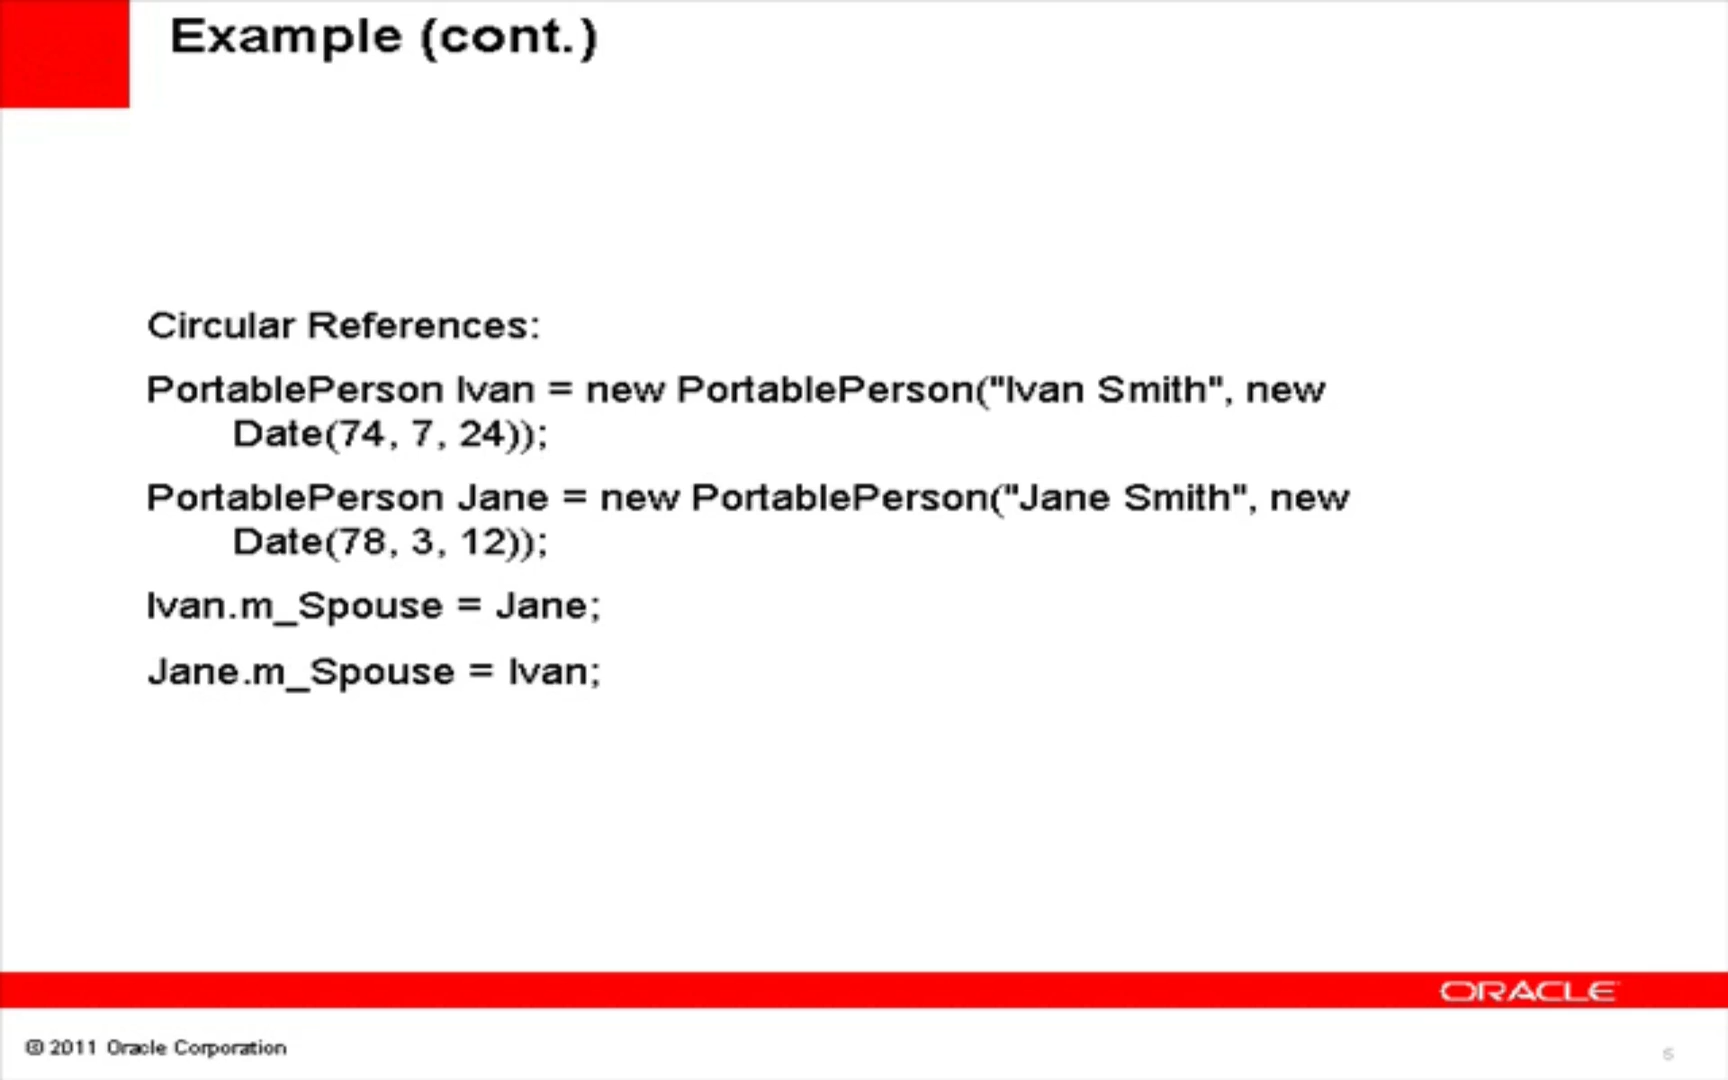 Example (cont.)
Circular References:
PortablePerson Ivan = new PortablePerson("Ivan Smith", new
Date(74, 7, 24));
PortablePerson Jane = new PortablePerson("Jane Smith", new
Date(78, 3, 12));
Ivan.m_Spouse = Jane;
Jane.m_Spouse = Ivan;
ORACLE
© 2011 Oracle Corporation